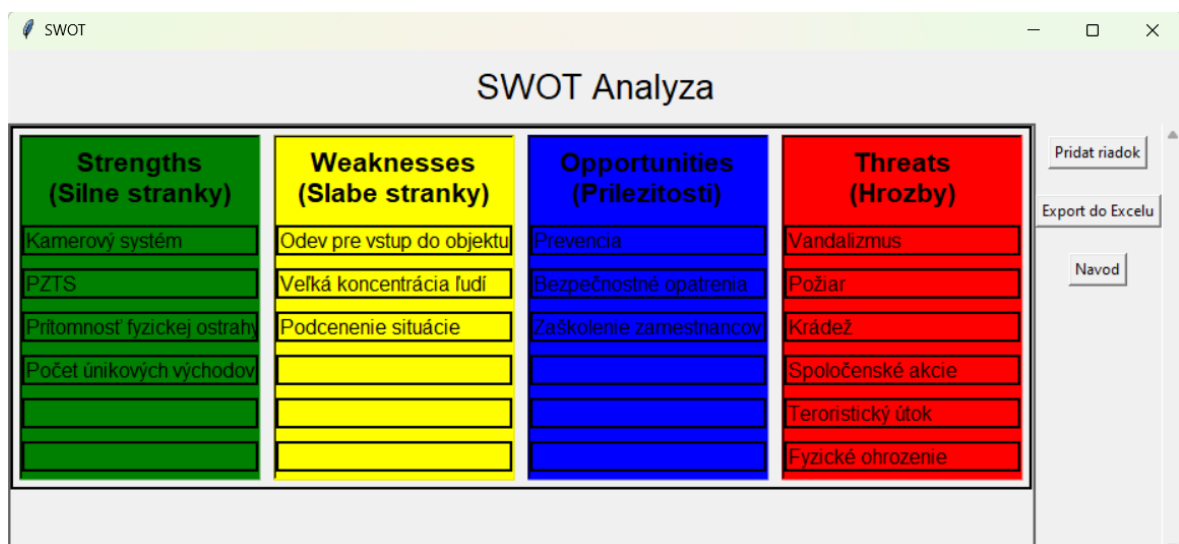 SWOT
SWOT Analyza
Strengths
(Silne stranky)
Kamerový systém
PZTS
Prítomnosť fyzickej ostrahy
Počet únikových východov
Weaknesses
(Slabe stranky)
Odev pre vstup do objektu
Veľká koncentrácia ľudí
Podcenenie situácie
Opportunities
(Prilezitosti)
Prevencia
Bezpečnostné opatrenia
Zaškolenie zamestnancov
Threats
(Hrozby)
Vandalizmus
Požiar
Krádež
Spoločenské akcie
Teroristický útok
Fyzické ohrozenie
Pridat riadok
Export do Excelu
Navod